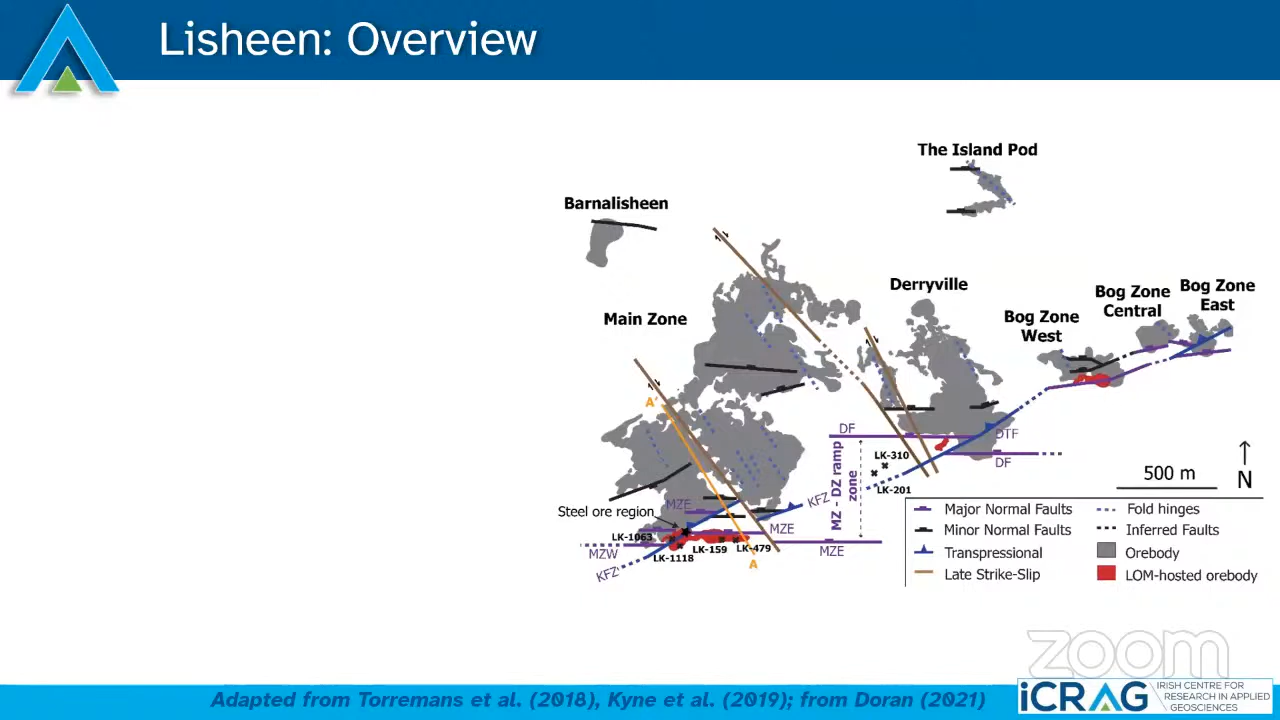 Lisheen: Overview
The Island Pod
Barnalisheen
Derryville
Bog Zone
East
Bog Zone
Central
Bog Zone
West
Main Zone
A'
DF
DTF
DF
LK-310
LK-201
MZ - DZ ramp
zone
KFZ
MZE
MZE
MZE
Steel ore region
LK-1063
LK-159
LK-479
LK-1118
MZW
KFZ
A
500 m
N
Major Normal Faults
Minor Normal Faults
Transpressional
Late Strike-Slip
Fold hinges
Inferred Faults
Orebody
LOM-hosted orebody
zoom
Adapted from Torremans et al. (2018), Kyne et al. (2019); from Doran (2021)
iCRAG
IRISH CENTRE FOR
RESEARCH IN APPLIED
GEOSCIENCES